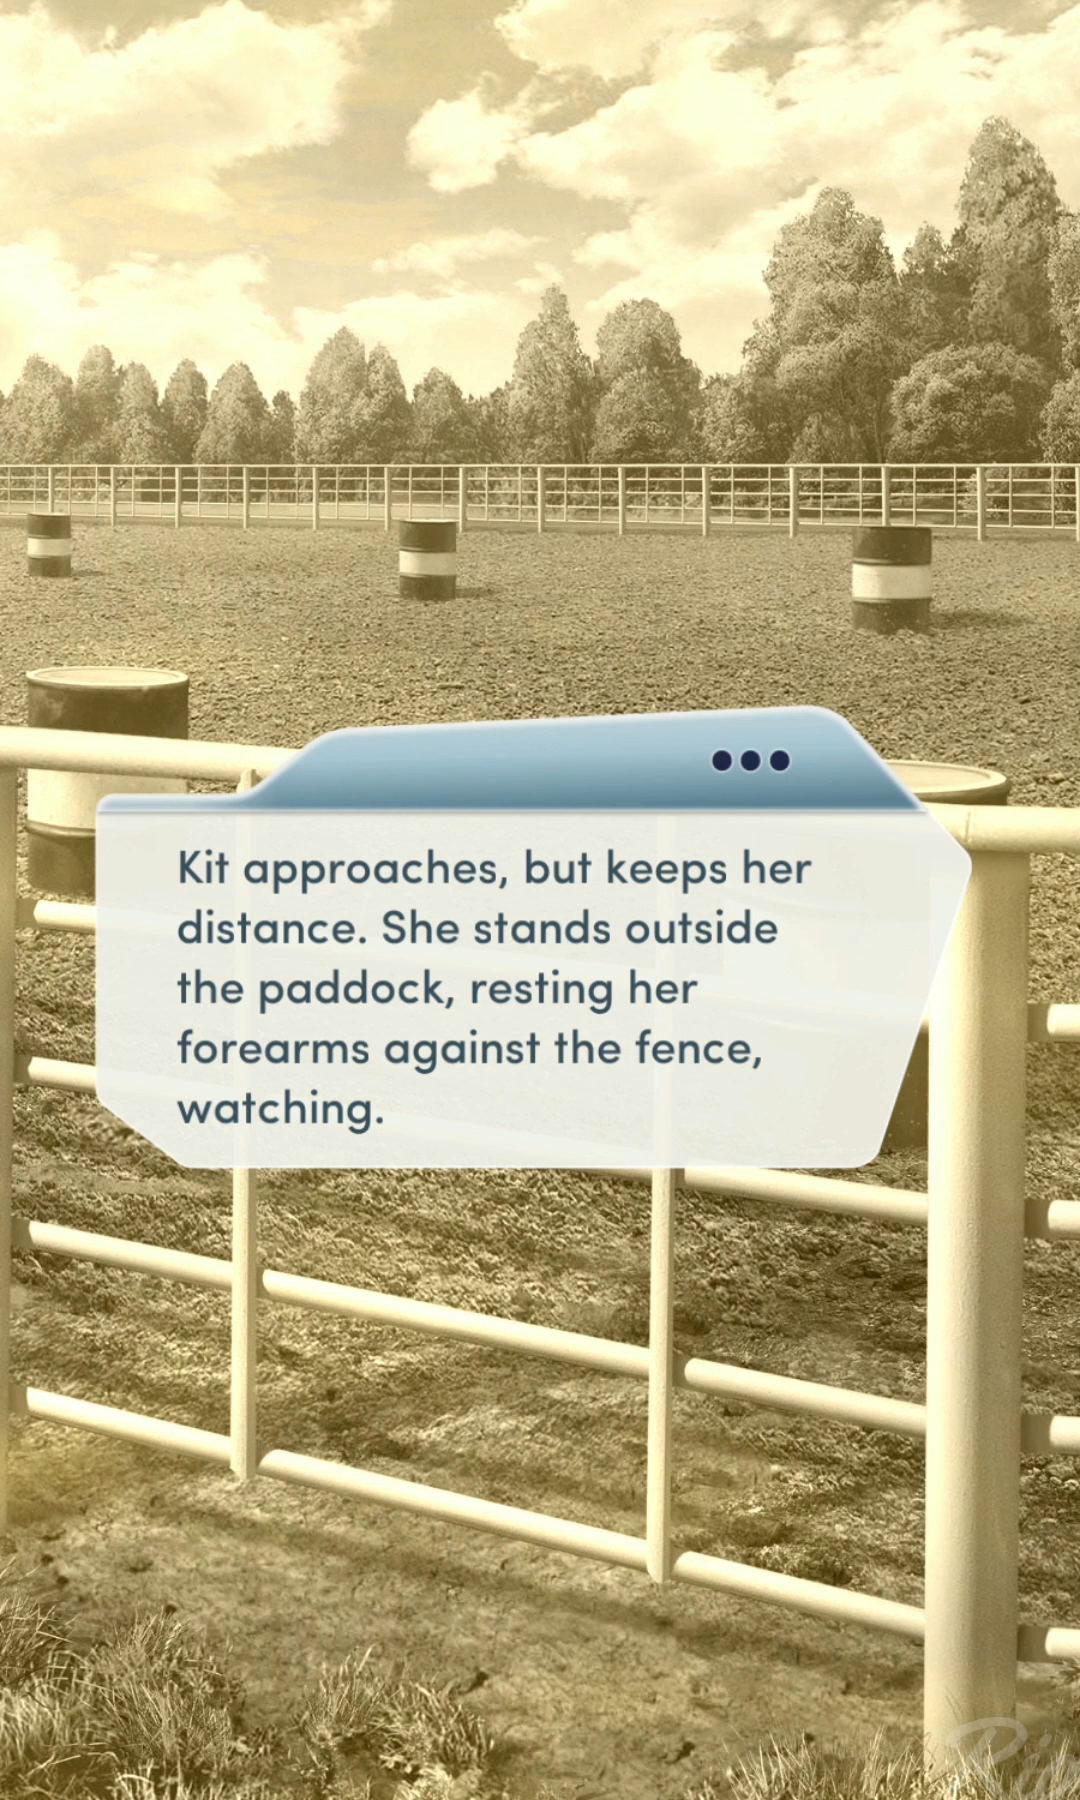 Kit approaches, but keeps her
distance. She stands outside
the paddock, resting her
forearms against the fence,
watching.